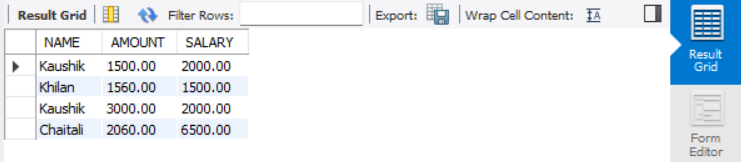 Result Grid Filter Rows: Export: Wrap Cell Content: IA
NAME AMOUNT SALARY
Kaushik 1500.00 2000.00
Khilan 1560.00 1500.00
Kaushik 3000.00 2000.00
Chaitali 2060.00 6500.00
Result
Grid
Form
Editor